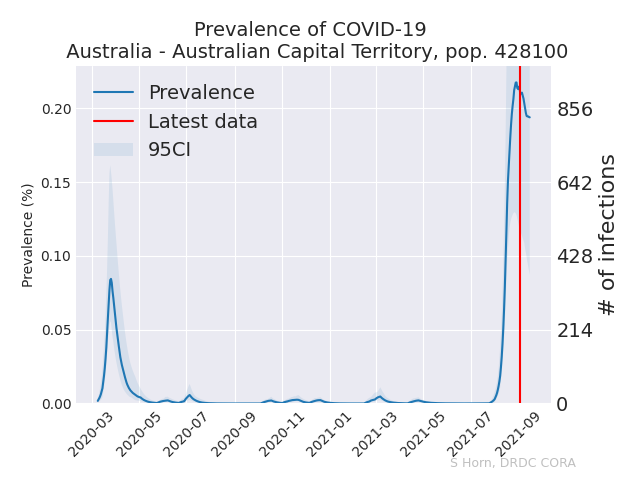 Prevalence of COVID-19
Australia - Australian Capital Territory, pop. 428100
Prevalence
Latest data
95CI
Prevalence (%)
0.20
0.15
0.10
0.05
0.00
856
642
428
214
0
# of infections
2020-03
2020-05
2020-07
2020-09
2020-11
2021-01
2021-03
2021-05
2021-07
2021-09
S Horn, DRDC CORA